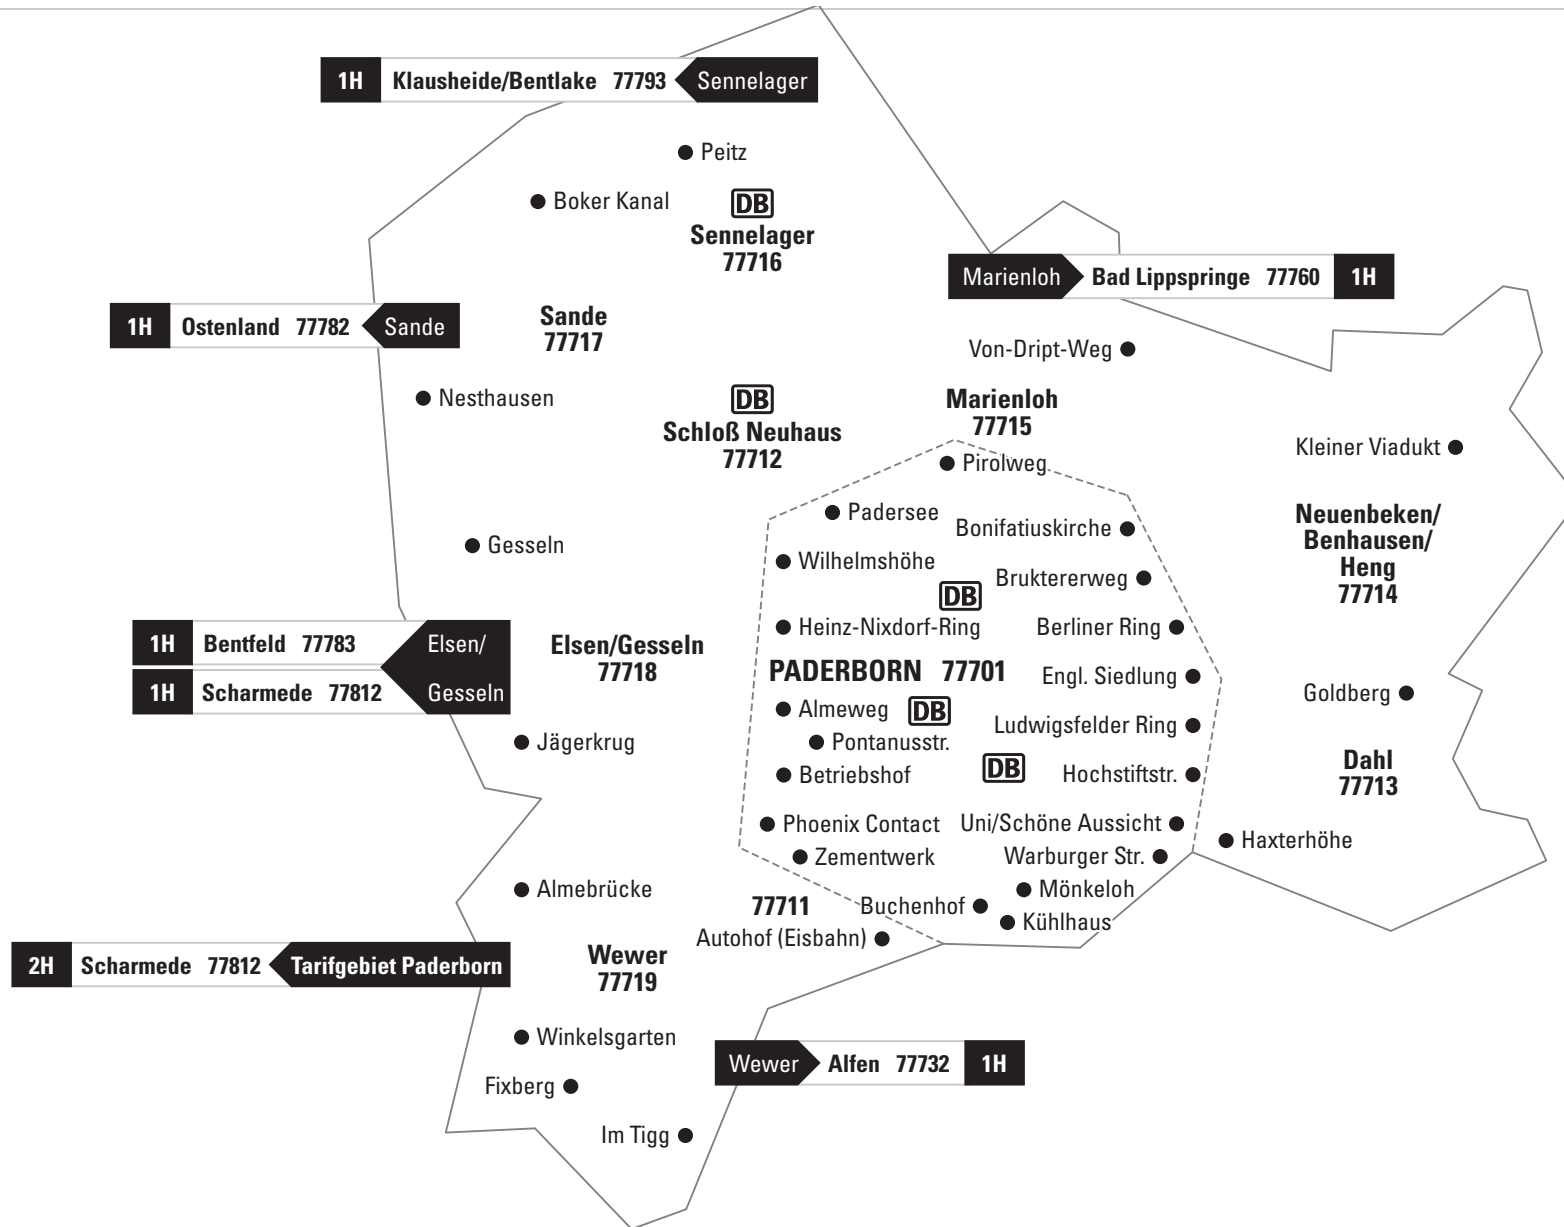 1H Klausheide/Bentlake 77793 Sennelager
Peitz
Boker Kanal
DB
Sennelager
77716
Marienloh Bad Lippspringe 77760 1H
1H Ostenland 77782 Sande
Sande
77717
Von-Dript-Weg
Nesthausen
DB
Schloß Neuhaus
77712
Marienloh
77715
Kleiner Viadukt
Pirolweg
Padersee
Bonifatiuskirche
Neuenbeken/
Benhausen/
Heng
77714
Gesseln
Wilhelmshöhe
Bruktererweg
DB
Heinz-Nixdorf-Ring
Berliner Ring
1H Bentfeld 77783 Elsen/
1H Scharmede 77812 Gesseln
Elsen/Gesseln
77718
PADERBORN 77701
Engl. Siedlung
Goldberg
Almeweg
DB
Ludwigsfelder Ring
Jägerkrug
Pontanusstr.
Betriebshof
DB
Hochstiftstr.
Dahl
77713
Phoenix Contact
Uni/Schöne Aussicht
Haxterhöhe
Zementwerk
Warburger Str.
Almebrücke
Mönkeloh
77711
Buchenhof
Kühlhaus
Autohof (Eisbahn)
2H Scharmede 77812 Tarifgebiet Paderborn
Wewer
77719
Winkelsgarten
Wewer Alfen 77732 1H
Fixberg
Im Tigg